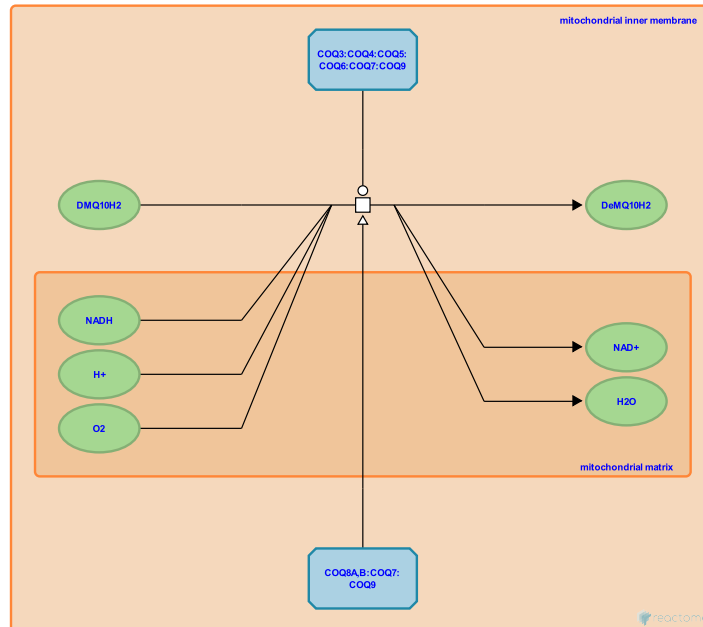 mitochondrial inner membrane
COQ3:COQ4:COQ5:
COQ6:COQ7:COQ9
DMQ10H2
DeMQ10H2
NADH
NAD+
H+
H2O
O2
mitochondrial matrix
COQ8A,B:COQ7:
COQ9